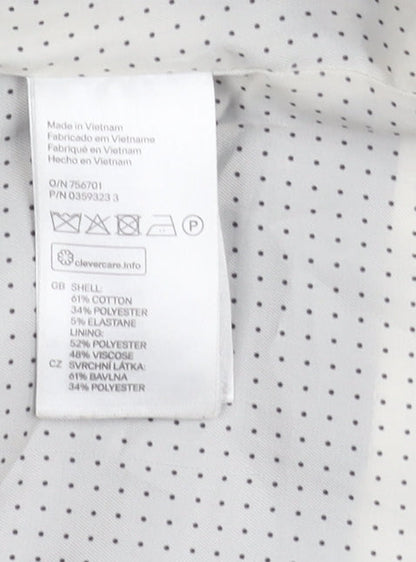 Made in Vietnam
Fabricado em Vietname
Fabriqué en Vietnam
Hecho en Vietnam
O/N 756701
P/N 0359323 3
P
clevercare.info
GB SHELL:
61% COTTON
34% POLYESTER
5% ELASTANE
LINING:
52% POLYESTER
48% VISCOSE
CZ SVRCHNÍ LÁTKA:
61% BAVLNA
34% POLYESTER